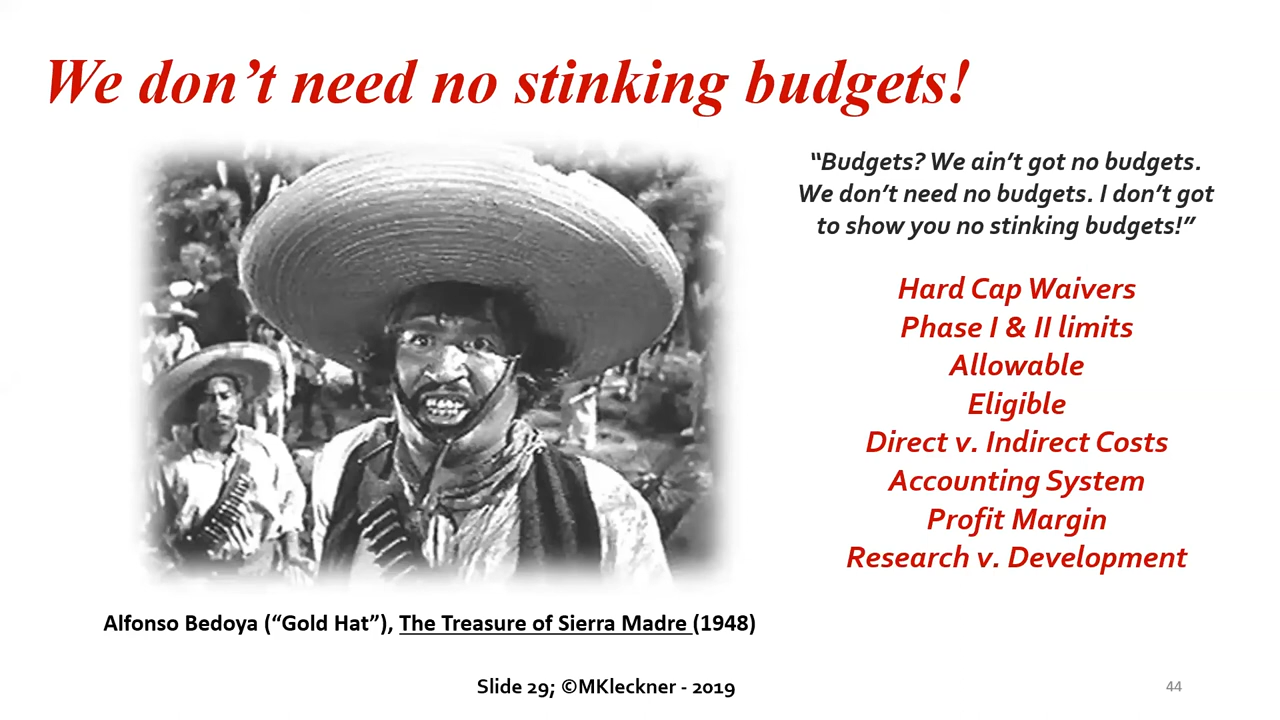 We don’t need no stinking budgets!
“Budgets? We ain’t got no budgets.
We don’t need no budgets. I don’t got
to show you no stinking budgets!”
Hard Cap Waivers
Phase I & II limits
Allowable
Eligible
Direct v. Indirect Costs
Accounting System
Profit Margin
Research v. Development
Alfonso Bedoya (“Gold Hat”), The Treasure of Sierra Madre (1948)
Slide 29; ©MKleckner - 2019
44